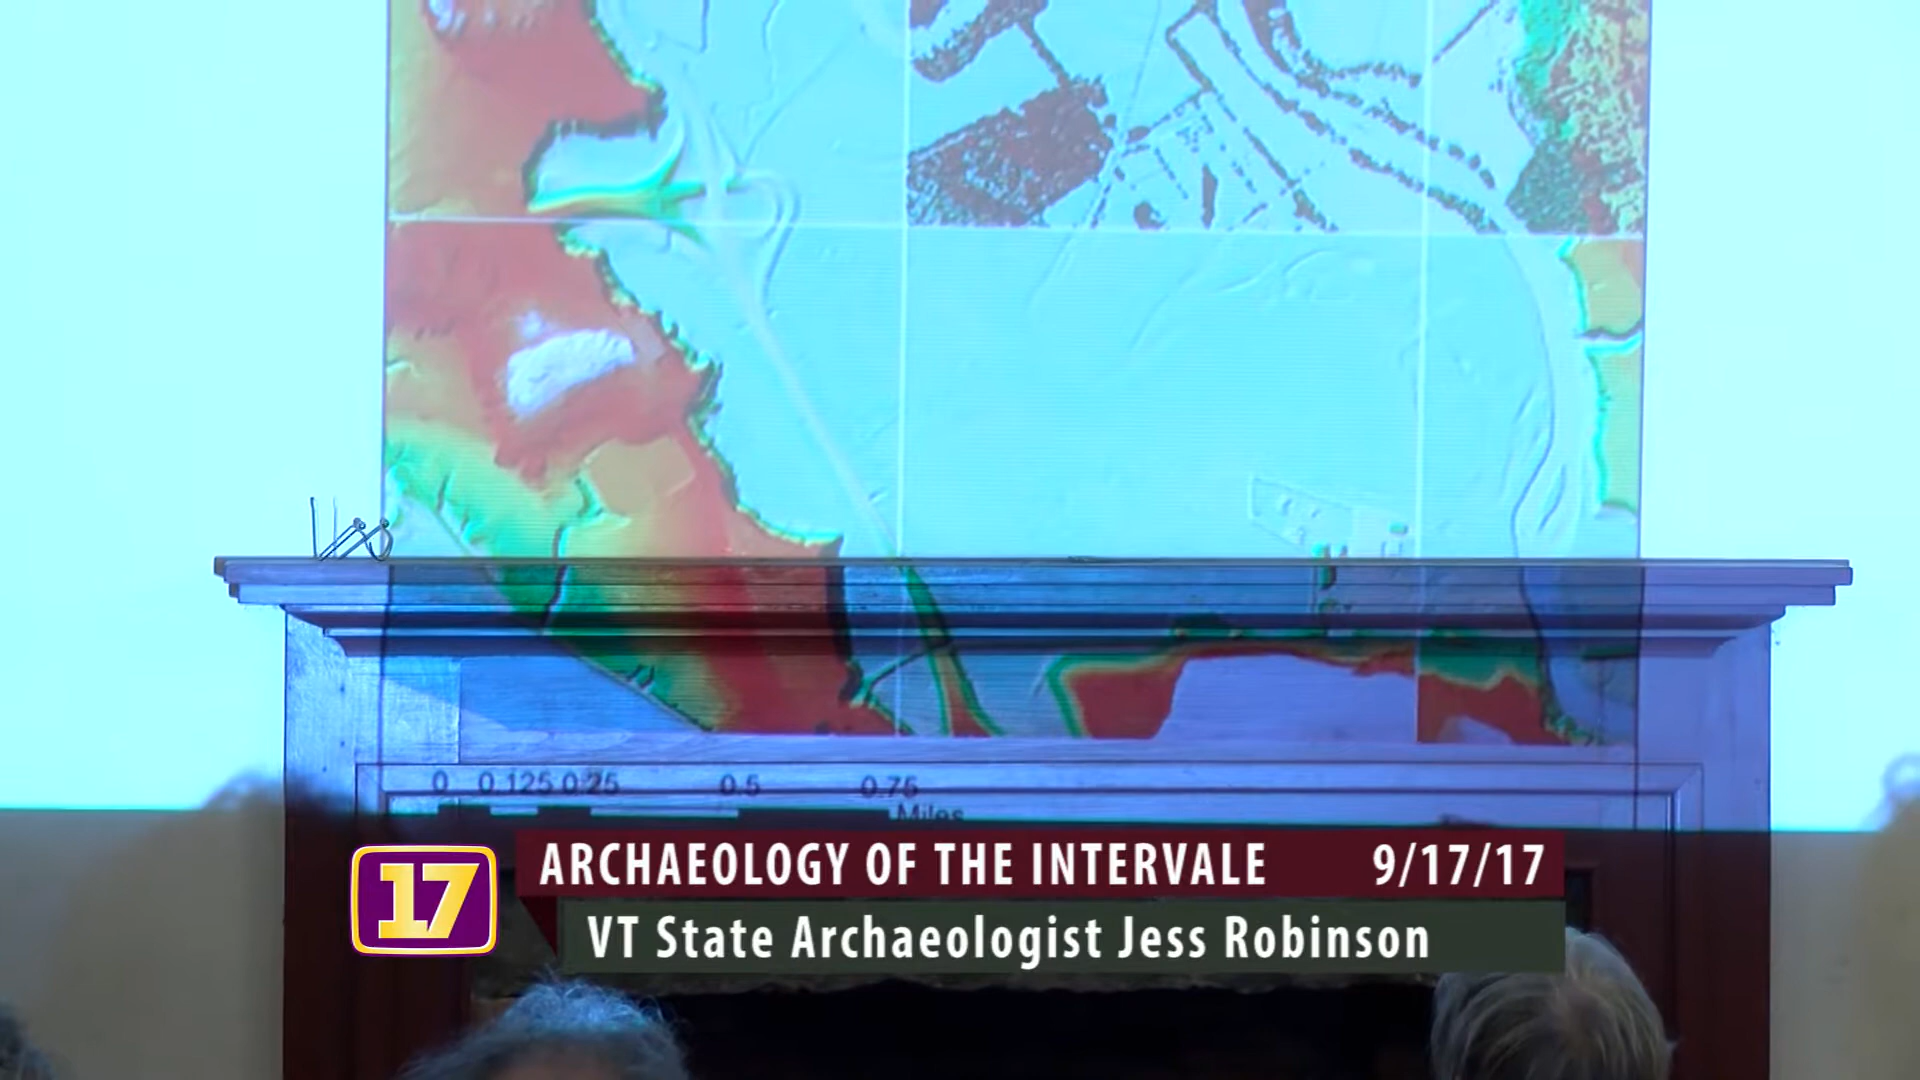 0 0.125 0.25 0.5 0.75
Miles
17
ARCHAEOLOGY OF THE INTERVALE 9/17/17
VT State Archaeologist Jess Robinson